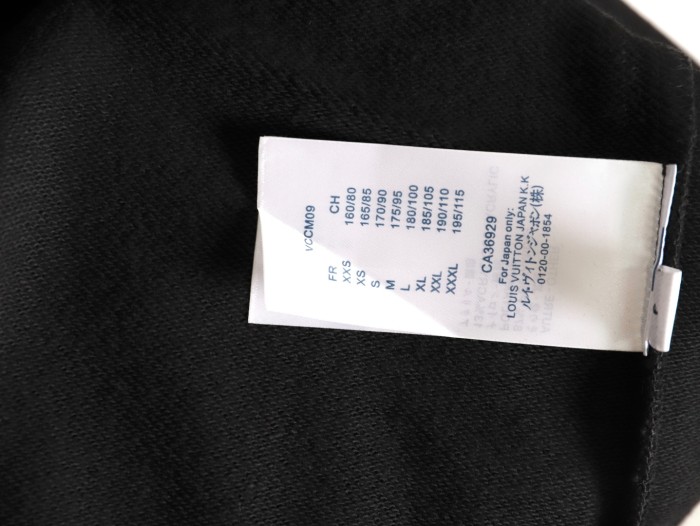 VCCM09
FR CH
XXS 160/80
XS 165/85
S 170/90
M 175/95
L 180/100
XL 185/105
XXL 190/110
XXXL 195/115
CA36929
For Japan only:
LOUIS VUITTON JAPAN K.K
ルイ・ヴィトンジャポン(株)
0120-00-1854